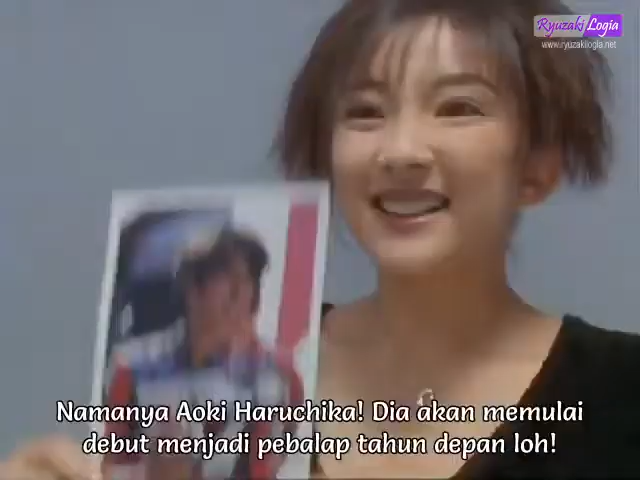 Ryuzaki Logia
www.ryuzakilogia.net
Namanya Aoki Haruchika! Dia akan memulai
debut menjadi pebalap tahun depan loh!